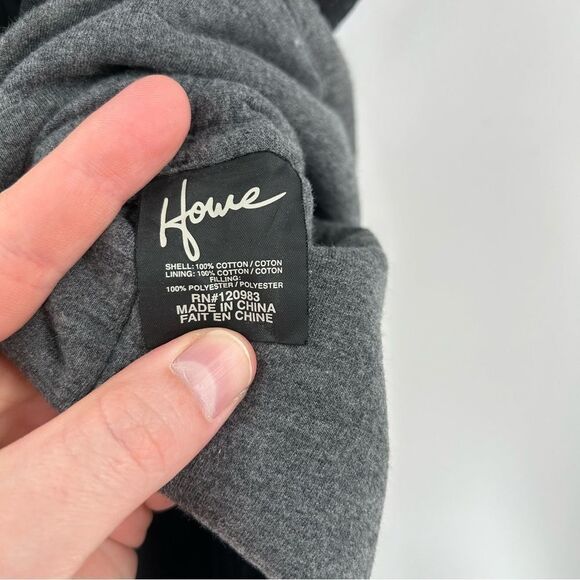 Howe
SHELL: 100% COTTON / COTON
LINING: 100% COTTON / COTON
FILLING:
100% POLYESTER / POLYESTER
RN#120983
MADE IN CHINA
FAIT EN CHINE